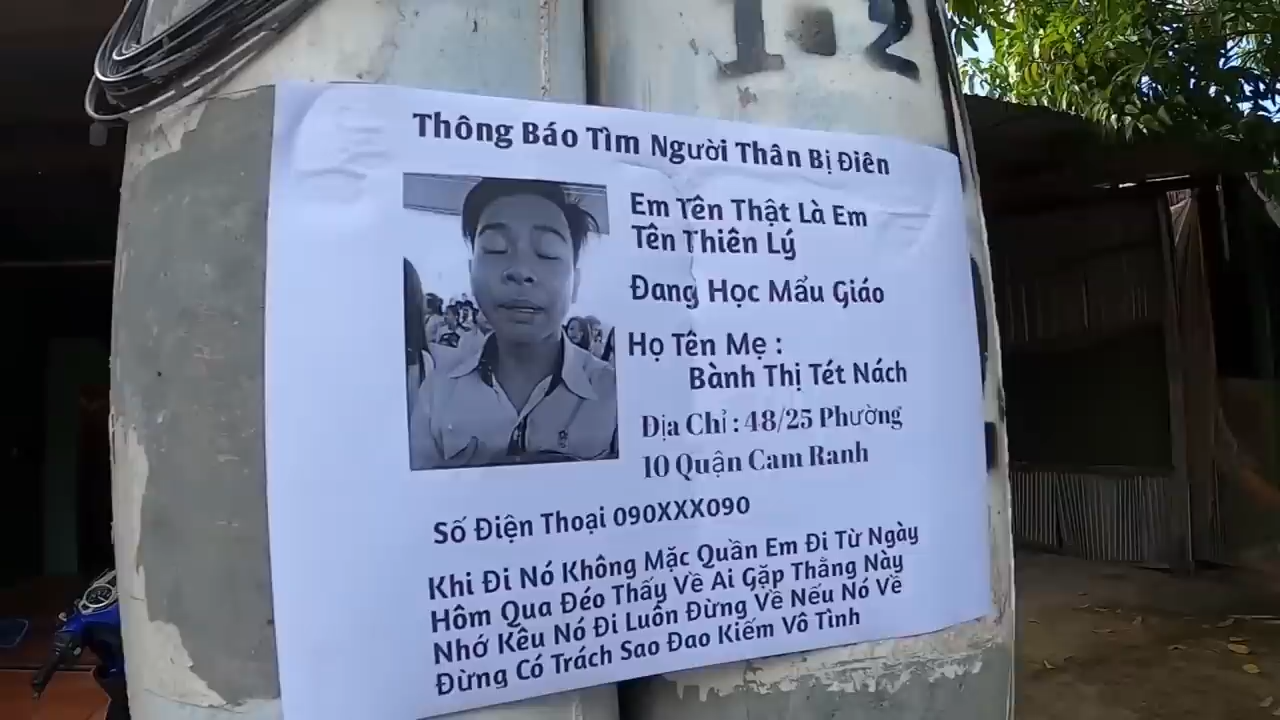 1.2
Thông Báo Tìm Người Thân Bị Điên
Em Tên Thật Là Em
Tên Thiên Lý
Đang Học Mẩu Giáo
Họ Tên Mẹ :
Bành Thị Tét Nách
Địa Chỉ : 48/25 Phường
10 Quận Cam Ranh
Số Điện Thoại 090XXX090
Khi Đi Nó Không Mặc Quần Em Đi Từ Ngày
Hôm Qua Đéo Thấy Về Ai Gặp Thằng Này
Nhớ Kêu Nó Đi Luôn Đừng Về Nếu Nó Về
Đừng Có Trách Sao Đao Kiếm Vô Tình